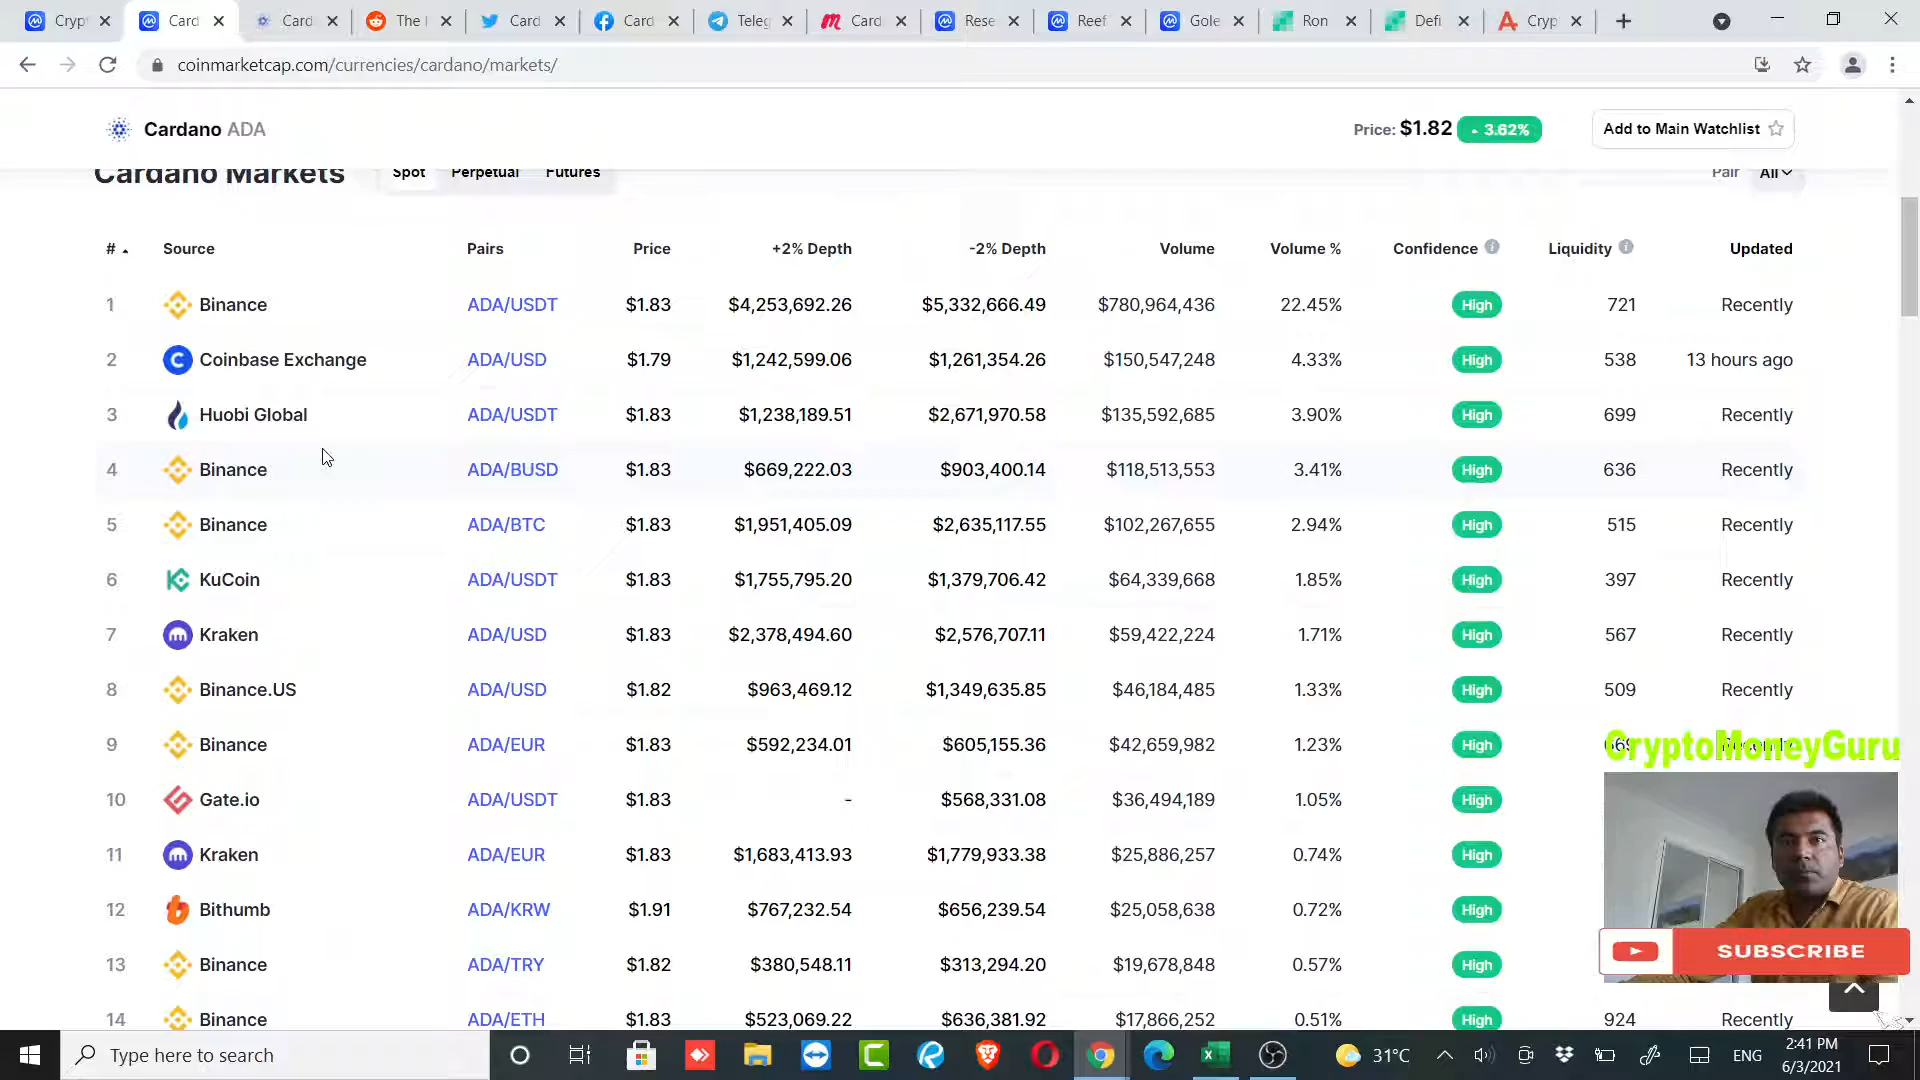 Cryp
Card
Card
The
Card
Card
Teleg
Card
Rese
Reef
Gole
Ron
Defi
Cryp
coinmarketcap.com/currencies/cardano/markets/
Cardano ADA
Price: $1.82 3.62%
Add to Main Watchlist
Cardano Markets Spot Perpetual Futures Pair All
# Source Pairs Price +2% Depth -2% Depth Volume Volume % Confidence Liquidity Updated
1 Binance ADA/USDT $1.83 $4,253,692.26 $5,332,666.49 $780,964,436 22.45% High 721 Recently
2 Coinbase Exchange ADA/USD $1.79 $1,242,599.06 $1,261,354.26 $150,547,248 4.33% High 538 13 hours ago
3 Huobi Global ADA/USDT $1.83 $1,238,189.51 $2,671,970.58 $135,592,685 3.90% High 699 Recently
4 Binance ADA/BUSD $1.83 $669,222.03 $903,400.14 $118,513,553 3.41% High 636 Recently
5 Binance ADA/BTC $1.83 $1,951,405.09 $2,635,117.55 $102,267,655 2.94% High 515 Recently
6 KuCoin ADA/USDT $1.83 $1,755,795.20 $1,379,706.42 $64,339,668 1.85% High 397 Recently
7 Kraken ADA/USD $1.83 $2,378,494.60 $2,576,707.11 $59,422,224 1.71% High 567 Recently
8 Binance.US ADA/USD $1.82 $963,469.12 $1,349,635.85 $46,184,485 1.33% High 509 Recently
9 Binance ADA/EUR $1.83 $592,234.01 $605,155.36 $42,659,982 1.23% High
CryptoMoneyGuru
10 Gate.io ADA/USDT $1.83 - $568,331.08 $36,494,189 1.05% High
11 Kraken ADA/EUR $1.83 $1,683,413.93 $1,779,933.38 $25,886,257 0.74% High
12 Bithumb ADA/KRW $1.91 $767,232.54 $656,239.54 $25,058,638 0.72% High
SUBSCRIBE
13 Binance ADA/TRY $1.82 $380,548.11 $313,294.20 $19,678,848 0.57% High
14 Binance ADA/ETH $1.83 $523,069.22 $636,381.92 $17,866,252 0.51% High 924 Recently
Type here to search
31°C
ENG
2:41 PM
6/3/2021